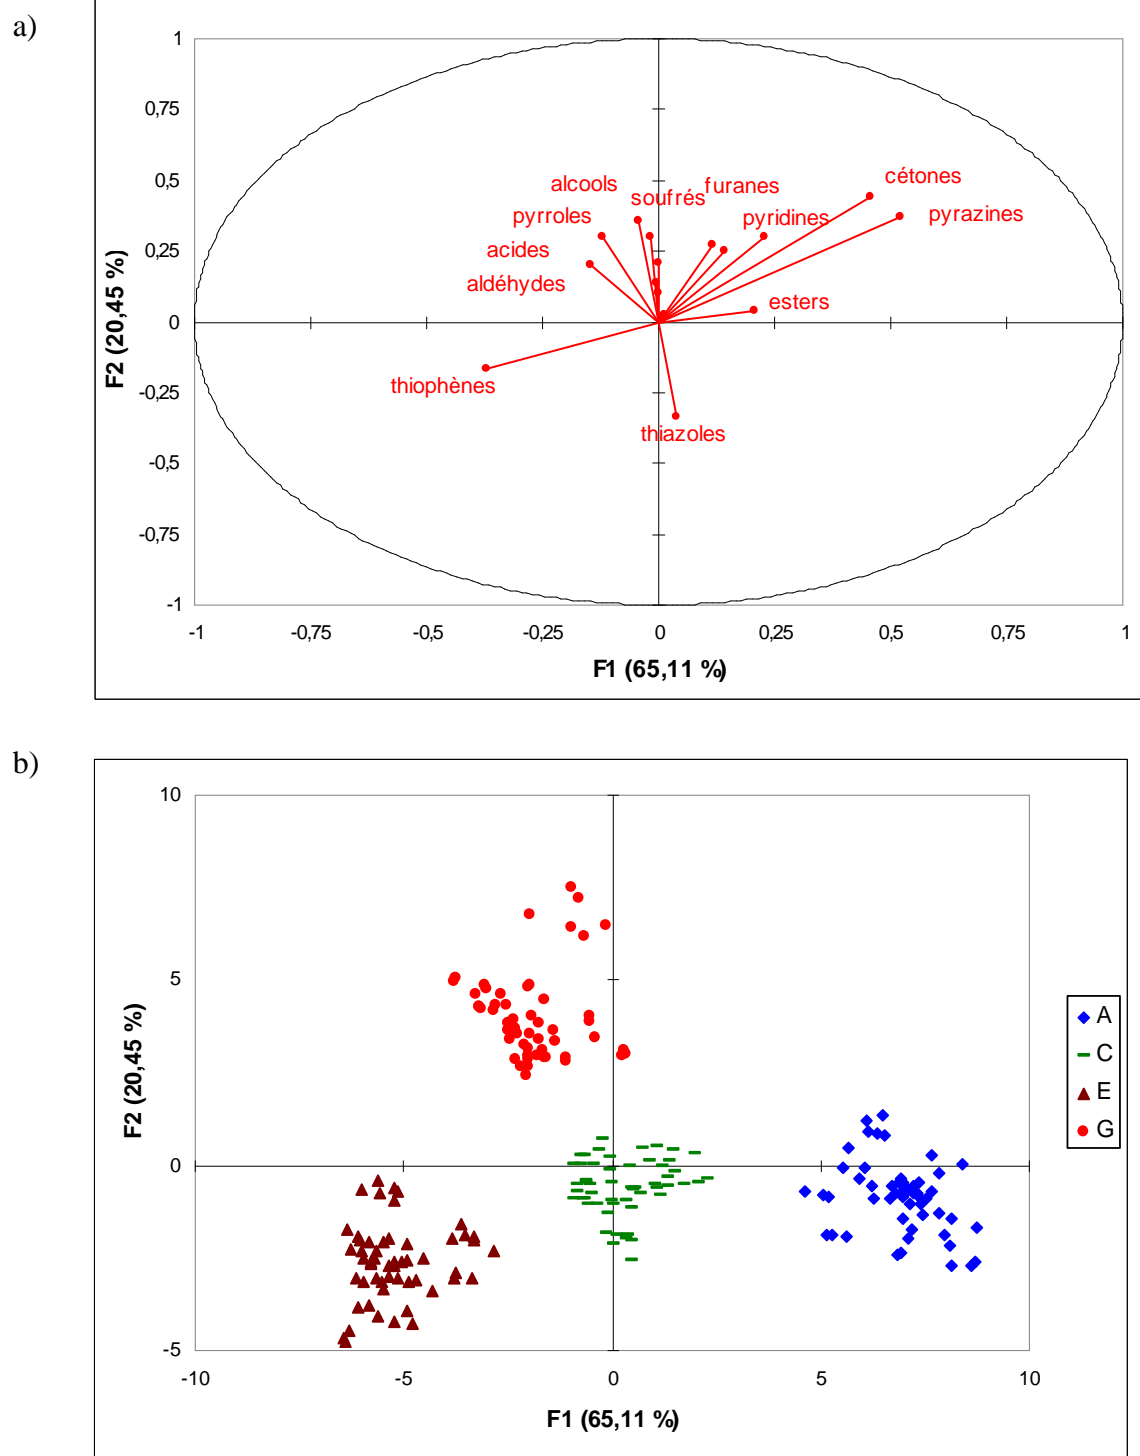 a)
1
0,75
alcools
furanes
cétones
0,5
soufrés
pyrroles
pyridines
pyrazines
acides
0,25
aldéhydes
esters
0
thiophènes
-0,25
thiazoles
-0,5
-0,75
-1
F2 (20,45 %)
-1 -0,75 -0,5 -0,25 0 0,25 0,5 0,75 1
F1 (65,11 %)
b)
10
5
0
-5
F2 (20,45 %)
A
C
E
G
-10 -5 0 5 10
F1 (65,11 %)